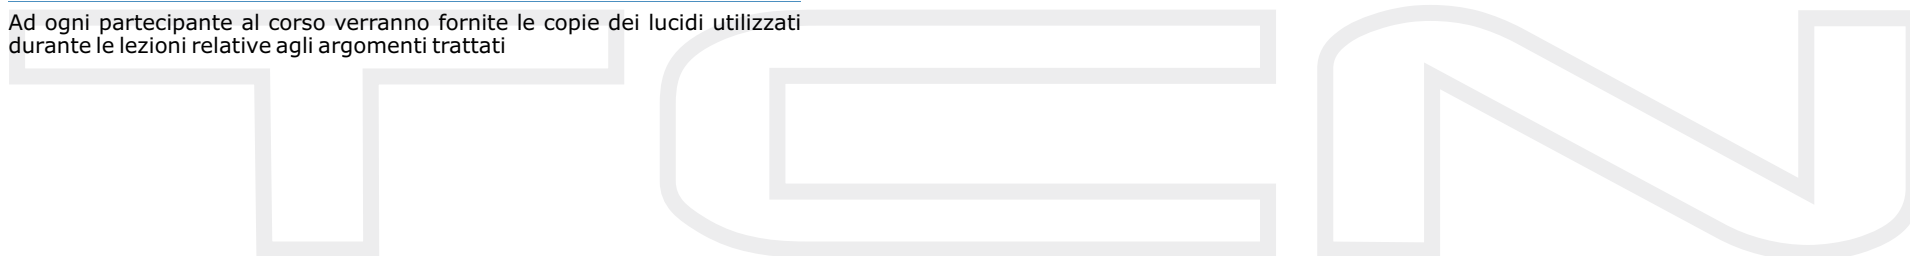 Ad ogni partecipante al corso verranno fornite le copie dei lucidi utilizzati
durante le lezioni relative agli argomenti trattati
TCN